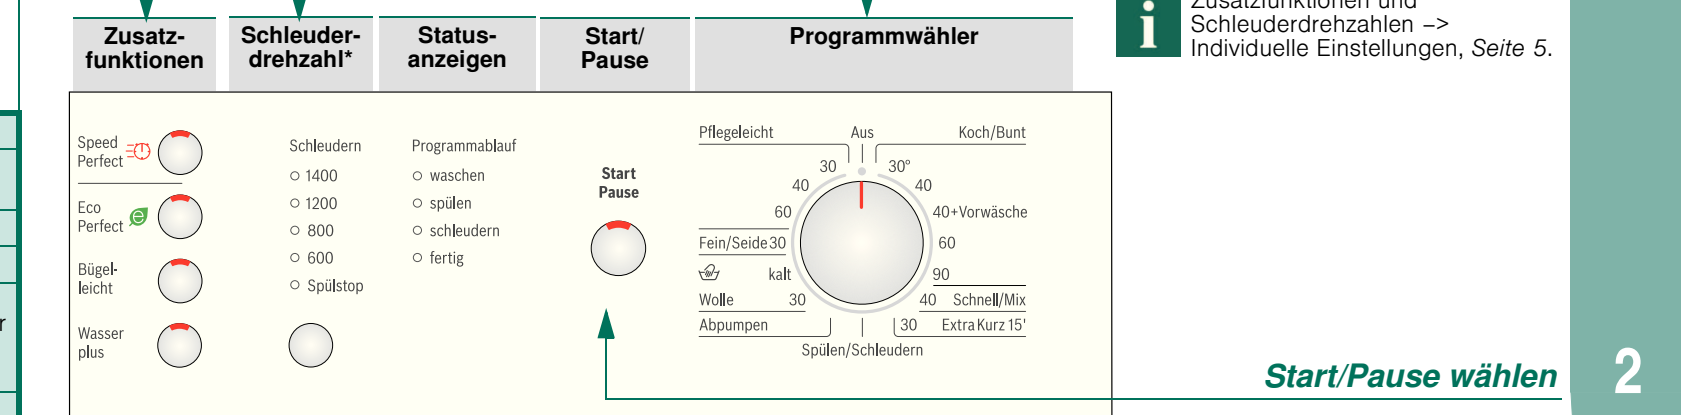 Zusatzfunktionen und
Schleuderdrehzahlen –>
Individuelle Einstellungen, Seite 5.
i
Zusatz-
funktionen
Schleuder-
drehzahl*
Status-
anzeigen
Start/
Pause
Programmwähler
Speed
Perfect
Eco
Perfect
e
Bügel-
leicht
Wasser
plus
Schleudern
1400
1200
800
600
Spülstop
Programmablauf
waschen
spülen
schleudern
fertig
Start
Pause
Pflegeleicht
Aus
Koch/Bunt
30
30°
40
40
60
40+Vorwäsche
Fein/Seide 30
60
kalt
90
Wolle 30
40 Schnell/Mix
Abpumpen
30 Extra Kurz 15'
Spülen/Schleudern
Start/Pause wählen
2
r